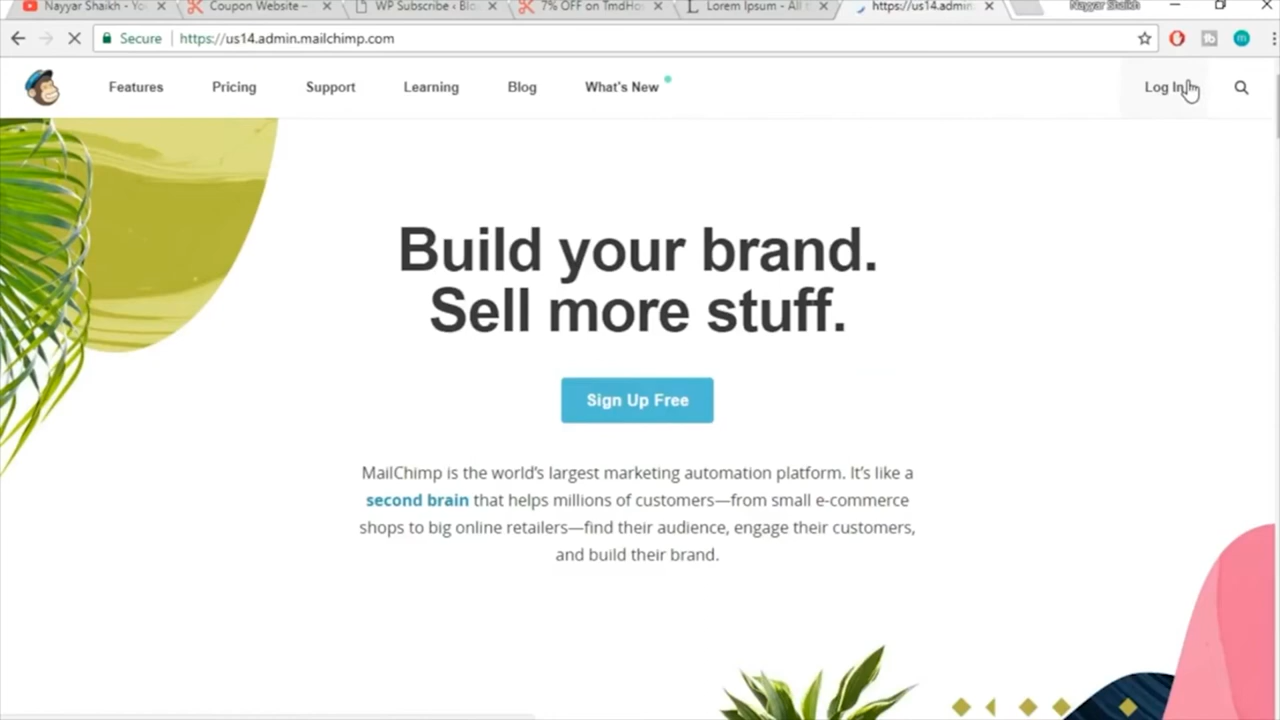 Nayyar Shaikh - Yo
Coupon Website –
WP Subscribe ‹ Blo
7% OFF on TmdHo
Lorem Ipsum - All t
https://us14.admin
Nayyar Shaikh
Secure
https://us14.admin.mailchimp.com
Features
Pricing
Support
Learning
Blog
What's New
Log In
Build your brand.
Sell more stuff.
Sign Up Free
MailChimp is the world's largest marketing automation platform. It's like a
second brain that helps millions of customers—from small e-commerce
shops to big online retailers—find their audience, engage their customers,
and build their brand.